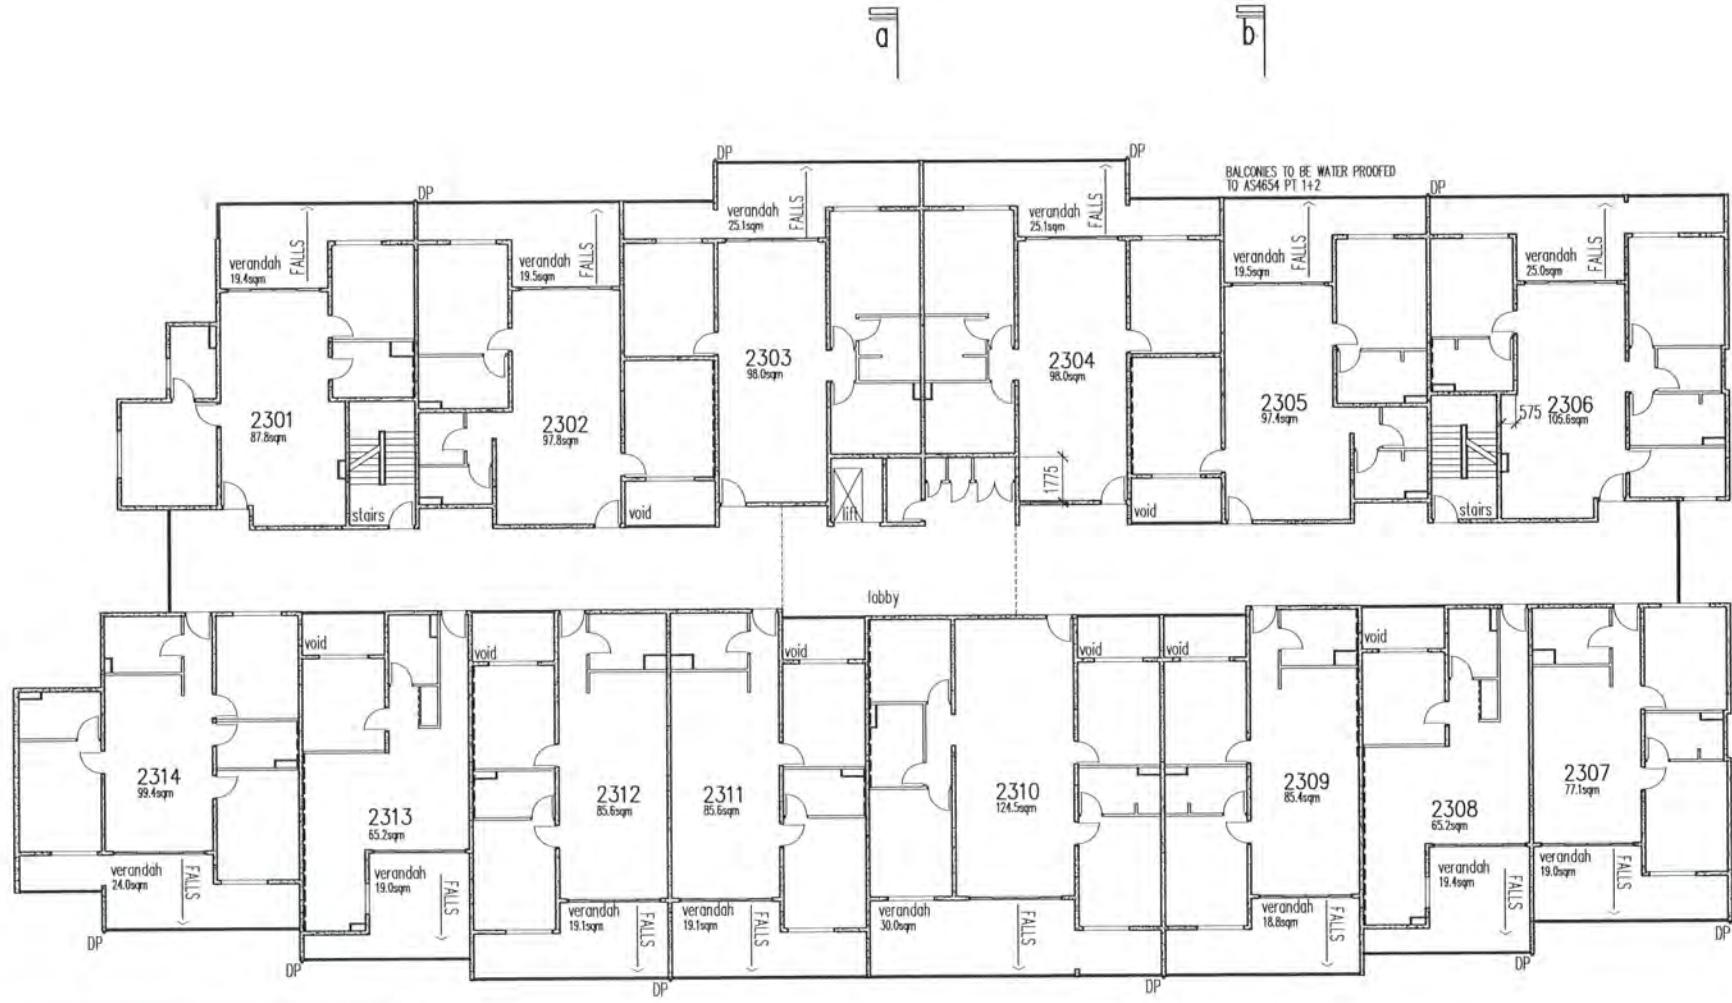 a
b
DP
DP
BALCONIES TO BE WATER PROOFED
TO AS4654 PT 1+2
DP
DP
verandah
19.4sqm
FALLS
verandah
19.5sqm
FALLS
verandah
25.1sqm
FALLS
verandah
25.1sqm
FALLS
verandah
19.5sqm
FALLS
verandah
25.0sqm
FALLS
2301
87.8sqm
2302
97.8sqm
2303
98.0sqm
2304
98.0sqm
2305
97.4sqm
575
2306
105.6sqm
1775
stairs
void
lift
void
stairs
lobby
void
void
void
void
void
void
2314
99.4sqm
2313
65.2sqm
2312
85.6sqm
2311
85.6sqm
2310
124.5sqm
2309
85.4sqm
2308
65.2sqm
2307
77.1sqm
verandah
24.0sqm
FALLS
verandah
19.0sqm
FALLS
verandah
19.1sqm
FALLS
verandah
19.1sqm
FALLS
verandah
30.0sqm
FALLS
verandah
18.8sqm
FALLS
verandah
19.4sqm
FALLS
verandah
19.0sqm
FALLS
DP
DP
DP
DP
DP
DP